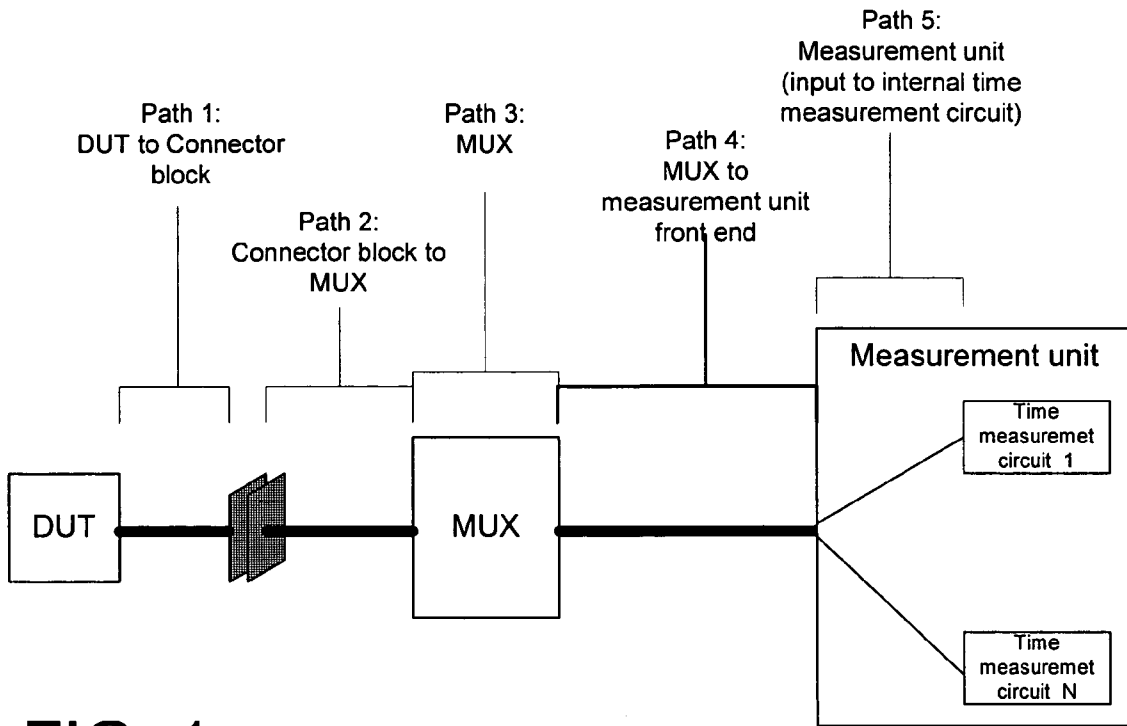 Path 5:
Measurement unit
(input to internal time
measurement circuit)
Path 1:
DUT to Connector
block
Path 3:
MUX
Path 4:
MUX to
measurement unit
front end
Path 2:
Connector block to
MUX
Measurement unit
Time
measuremet
circuit 1
DUT
MUX
Time
measuremet
circuit N